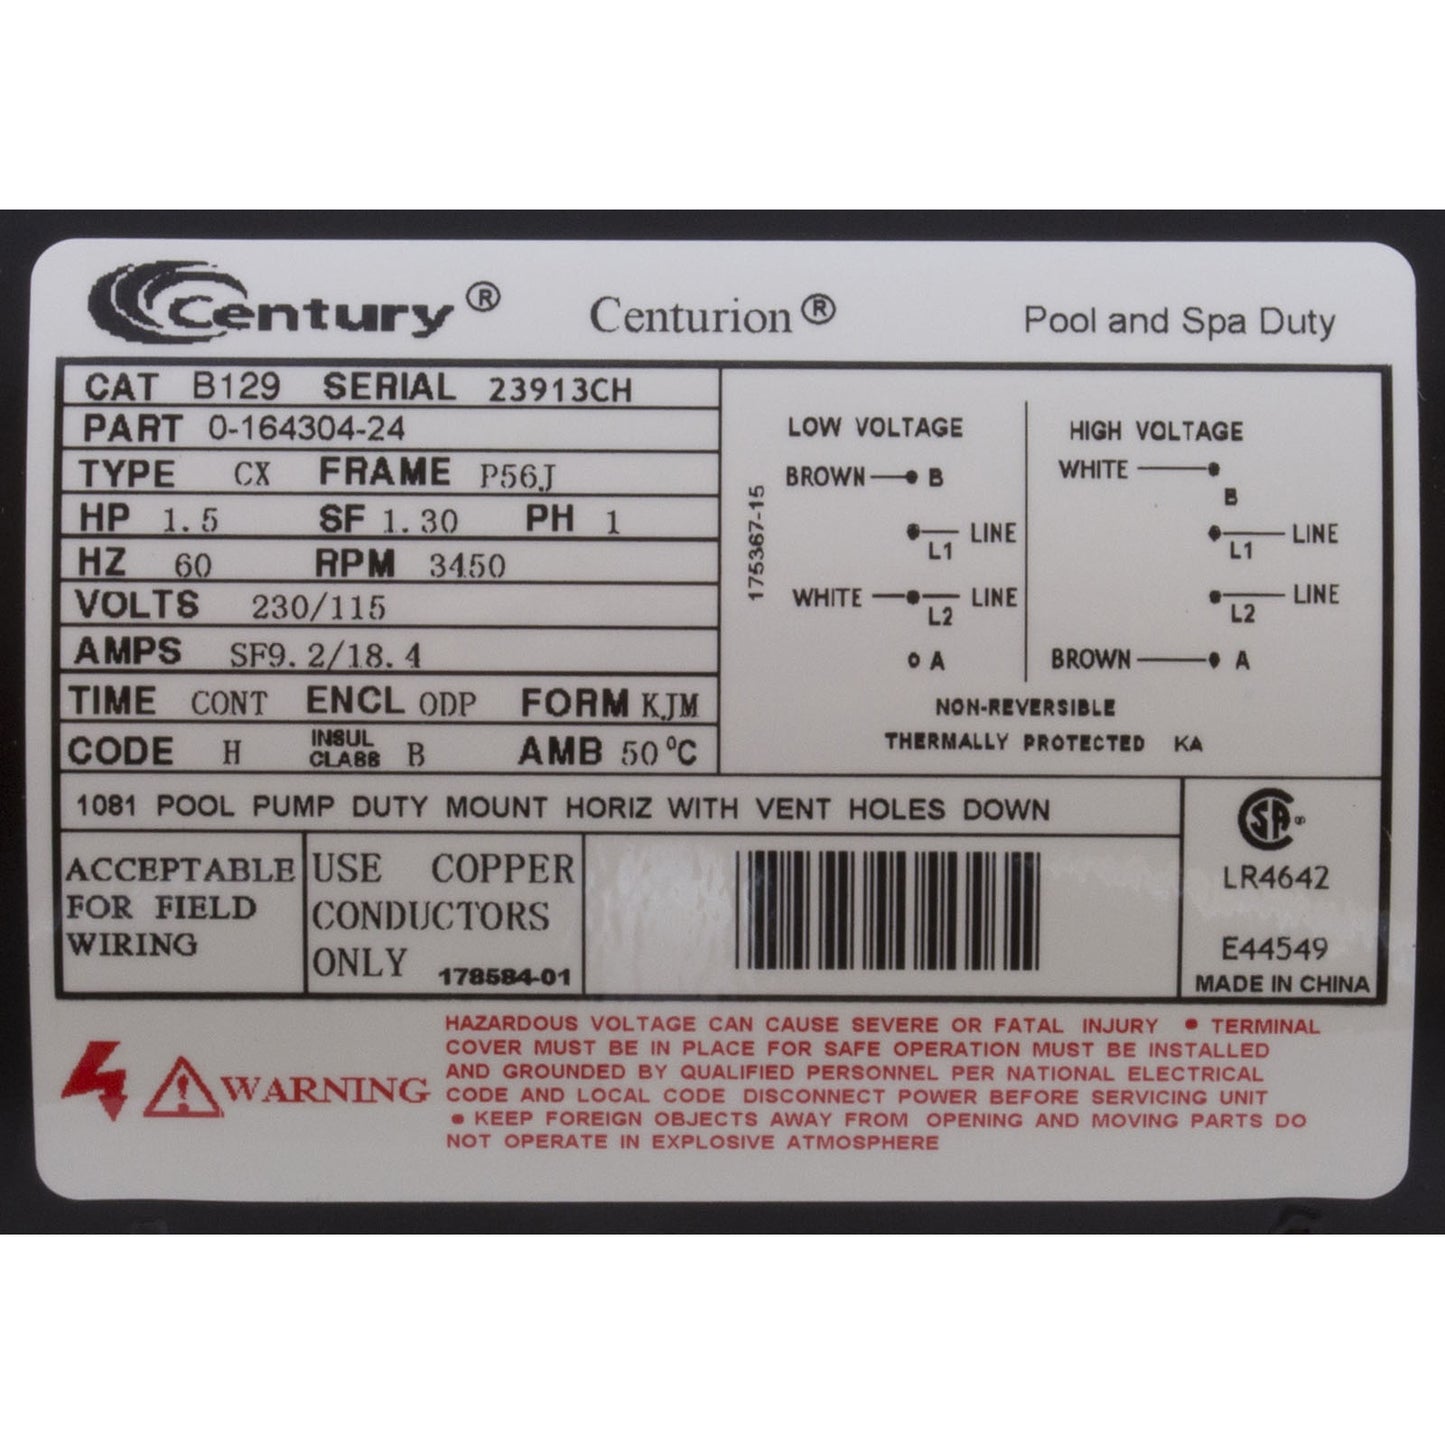 Century ® Centurion ® Pool and Spa Duty
CAT B129 SERIAL 23913CH
PART 0-164304-24
TYPE CX FRAME P56J
HP 1.5 SF 1.30 PH 1
HZ 60 RPM 3450
VOLTS 230/115
AMPS SF9.2/18.4
TIME CONT ENCL ODP FORM KJM
CODE H INSUL CLASS B AMB 50°C
175367-15
LOW VOLTAGE
BROWN B
L1 LINE
WHITE L2 LINE
A
HIGH VOLTAGE
WHITE B
L1 LINE
L2 LINE
BROWN A
NON-REVERSIBLE
THERMALLY PROTECTED KA
1081 POOL PUMP DUTY MOUNT HORIZ WITH VENT HOLES DOWN
ACCEPTABLE
FOR FIELD
WIRING
USE COPPER
CONDUCTORS
ONLY 178584-01
SA ®
LR4642
E44549
MADE IN CHINA
WARNING
HAZARDOUS VOLTAGE CAN CAUSE SEVERE OR FATAL INJURY • TERMINAL
COVER MUST BE IN PLACE FOR SAFE OPERATION MUST BE INSTALLED
AND GROUNDED BY QUALIFIED PERSONNEL PER NATIONAL ELECTRICAL
CODE AND LOCAL CODE DISCONNECT POWER BEFORE SERVICING UNIT
• KEEP FOREIGN OBJECTS AWAY FROM OPENING AND MOVING PARTS DO
NOT OPERATE IN EXPLOSIVE ATMOSPHERE